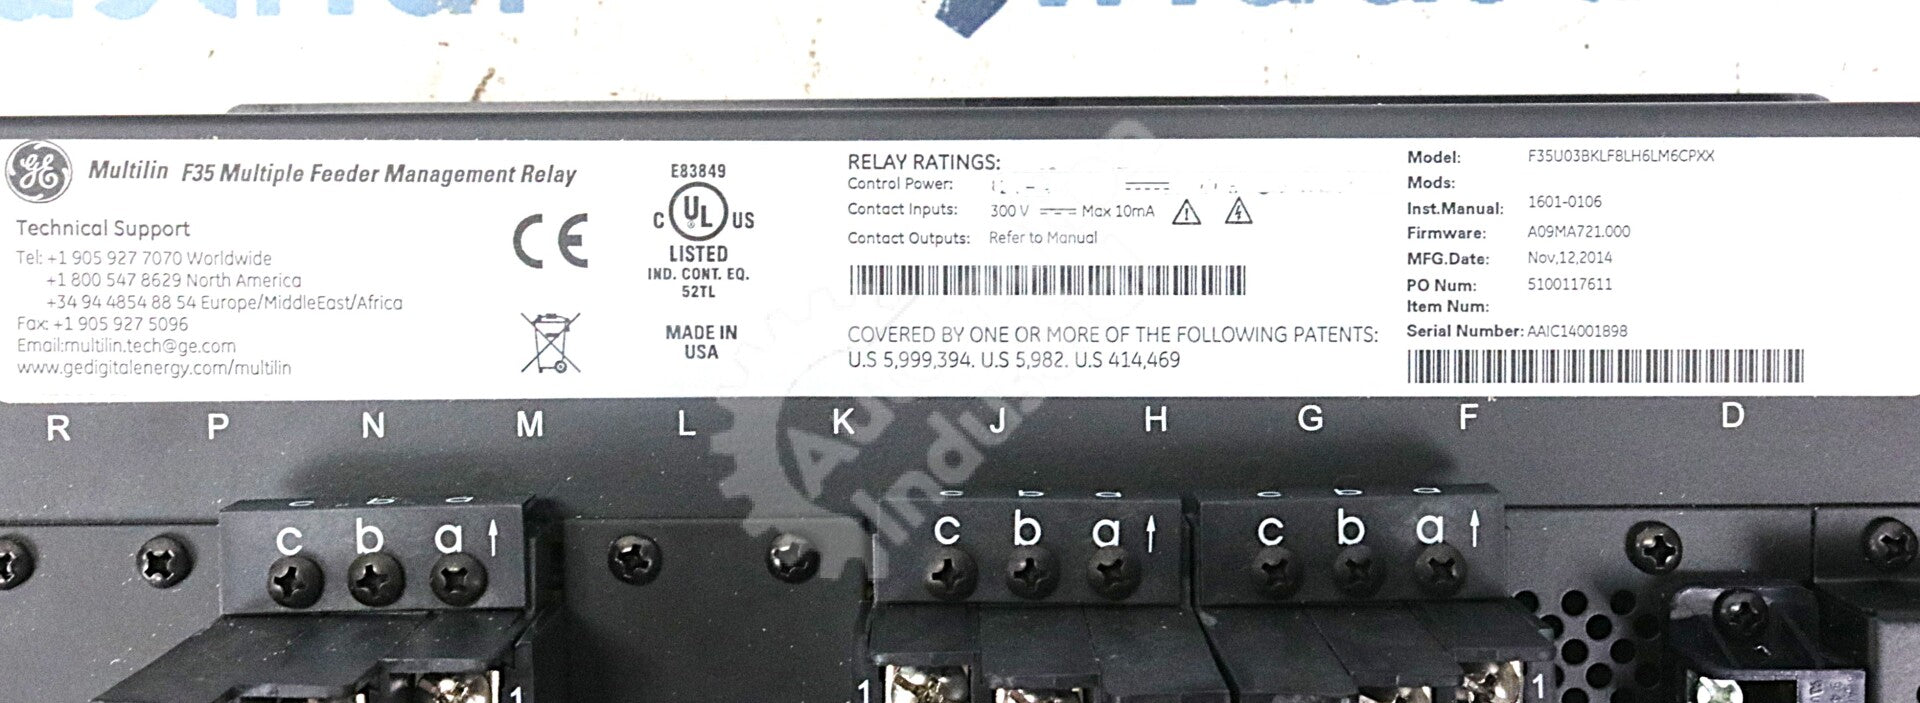 GE Multilin F35 Multiple Feeder Management Relay
Technical Support
Tel: +1 905 927 7070 Worldwide
+1 800 547 8629 North America
+34 94 4854 88 54 Europe/MiddleEast/Africa
Fax: +1 905 927 5096
Email:multilin.tech@ge.com
www.gedigitalenergy.com/multilin
CE
E83849
C UL US
LISTED
IND. CONT. EQ.
52TL
MADE IN
USA
RELAY RATINGS:
Control Power:
Contact Inputs: 300 V Max 10mA
Contact Outputs: Refer to Manual
COVERED BY ONE OR MORE OF THE FOLLOWING PATENTS:
U.S 5,999,394. U.S 5,982. U.S 414,469
Model: F35U03BKLF8LH6LM6CPXX
Mods:
Inst.Manual: 1601-0106
Firmware: A09MA721.000
MFG.Date: Nov,12,2014
PO Num: 5100117611
Item Num:
Serial Number: AAIC14001898
R P N M L K J H G F D
c b a c b a c b a
c b a c b a c b a
1 1 1